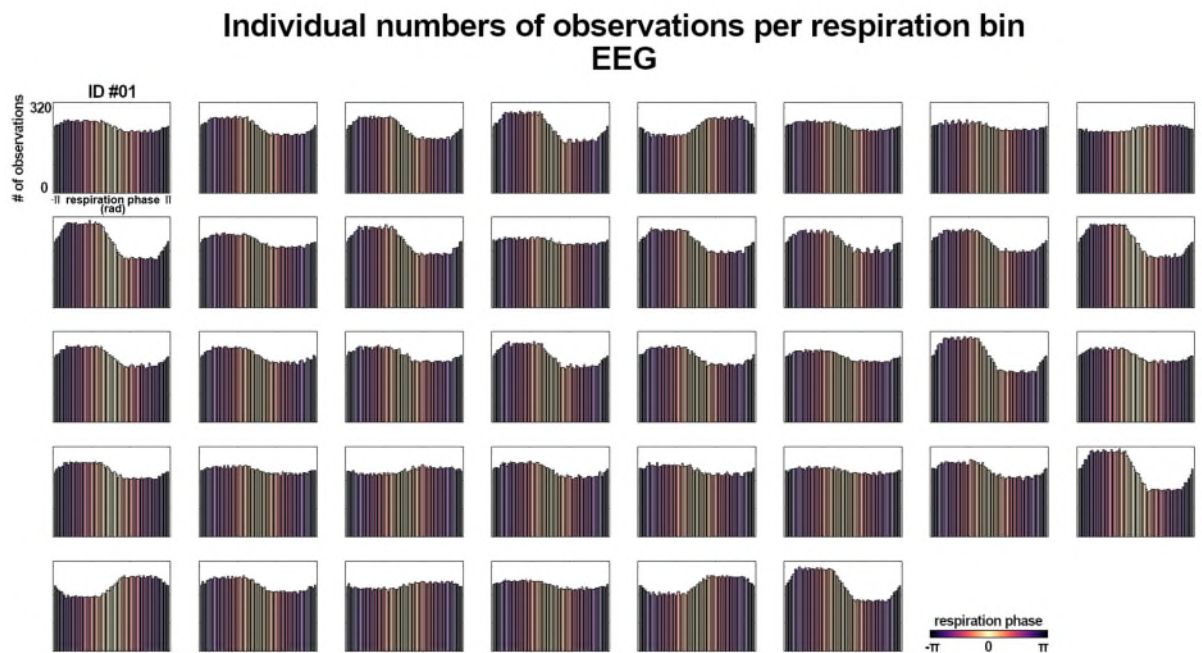 Individual numbers of observations per respiration bin
EEG
ID #01
320
# of observations
0
-π respiration phase π
(rad)
respiration phase
-π 0 π